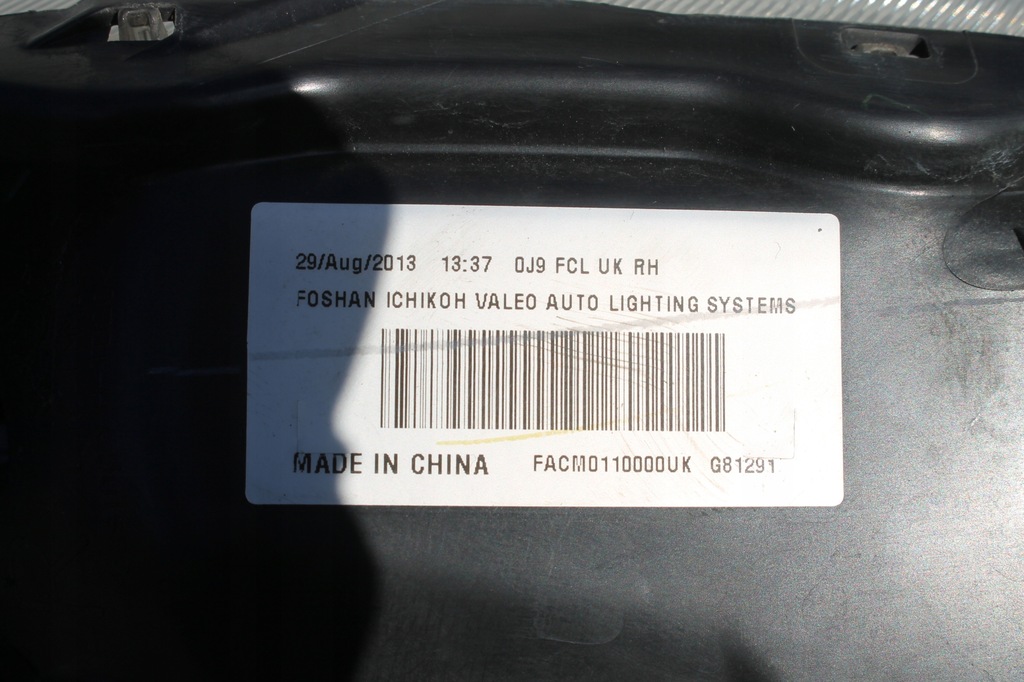 29/Aug/2013 13:37 0J9 FCL UK RH
FOSHAN ICHIKOH VALEO AUTO LIGHTING SYSTEMS
MADE IN CHINA FACM0110000UK G81291